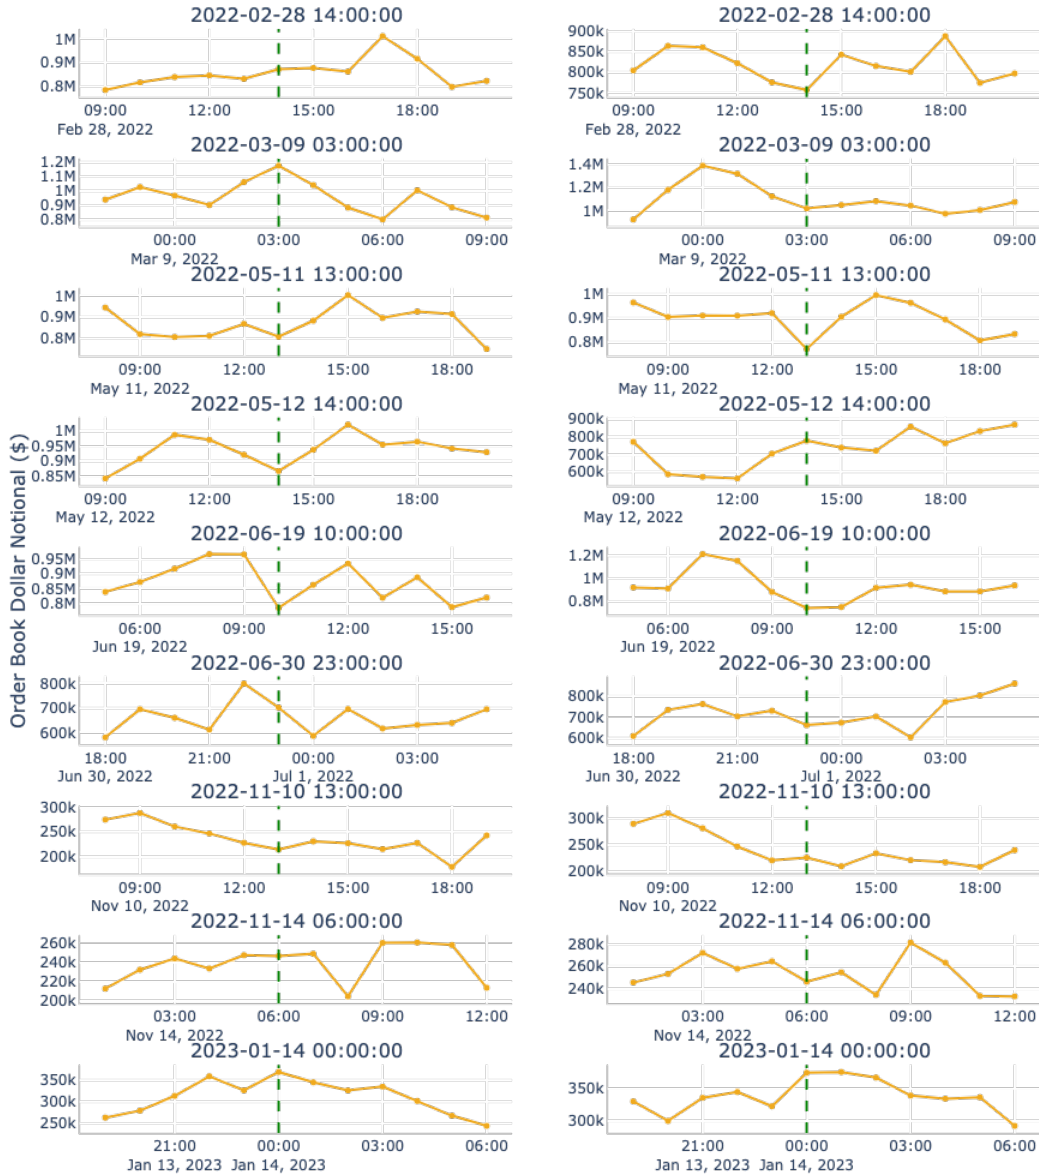 2022-02-28 14:00:00
1M
0.9M
0.8M
09:00 12:00 15:00 18:00
Feb 28, 2022
2022-02-28 14:00:00
900k
850k
800k
750k
09:00 12:00 15:00 18:00
Feb 28, 2022
2022-03-09 03:00:00
1.2M
1.1M
1M
0.9M
0.8M
00:00 03:00 06:00 09:00
Mar 9, 2022
2022-03-09 03:00:00
1.4M
1.2M
1M
00:00 03:00 06:00 09:00
Mar 9, 2022
2022-05-11 13:00:00
1M
0.9M
0.8M
09:00 12:00 15:00 18:00
May 11, 2022
2022-05-11 13:00:00
1M
0.9M
0.8M
09:00 12:00 15:00 18:00
May 11, 2022
2022-05-12 14:00:00
1M
0.95M
0.9M
0.85M
09:00 12:00 15:00 18:00
May 12, 2022
2022-05-12 14:00:00
900k
800k
700k
600k
09:00 12:00 15:00 18:00
May 12, 2022
Order Book Dollar Notional ($)
2022-06-19 10:00:00
0.95M
0.9M
0.85M
0.8M
06:00 09:00 12:00 15:00
Jun 19, 2022
2022-06-19 10:00:00
1.2M
1M
0.8M
06:00 09:00 12:00 15:00
Jun 19, 2022
2022-06-30 23:00:00
800k
700k
600k
18:00 21:00 00:00 03:00
Jun 30, 2022 Jul 1, 2022
2022-06-30 23:00:00
800k
700k
600k
18:00 21:00 00:00 03:00
Jun 30, 2022 Jul 1, 2022
2022-11-10 13:00:00
300k
250k
200k
09:00 12:00 15:00 18:00
Nov 10, 2022
2022-11-10 13:00:00
300k
250k
200k
09:00 12:00 15:00 18:00
Nov 10, 2022
2022-11-14 06:00:00
260k
240k
220k
200k
03:00 06:00 09:00 12:00
Nov 14, 2022
2022-11-14 06:00:00
280k
260k
240k
03:00 06:00 09:00 12:00
Nov 14, 2022
2023-01-14 00:00:00
350k
300k
250k
21:00 00:00 03:00 06:00
Jan 13, 2023 Jan 14, 2023
2023-01-14 00:00:00
350k
300k
21:00 00:00 03:00 06:00
Jan 13, 2023 Jan 14, 2023